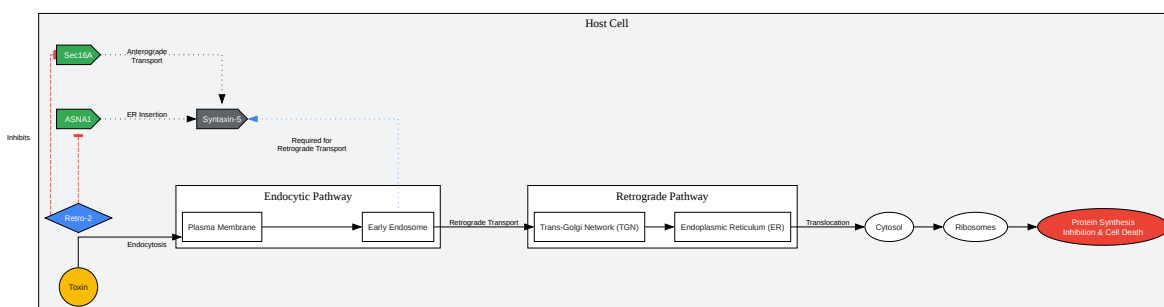 Host Cell
Sec16A
Anterograde
Transport
ASNA1
ER Insertion
Syntaxin-5
Inhibits
Required for
Retrograde Transport
Endocytic Pathway
Retrograde Pathway
Retro-2
Plasma Membrane
Early Endosome
Retrograde Transport
Trans-Golgi Network (TGN)
Endoplasmic Reticulum (ER)
Translocation
Cytosol
Ribosomes
Protein Synthesis
Inhibition & Cell Death
Endocytosis
Toxin